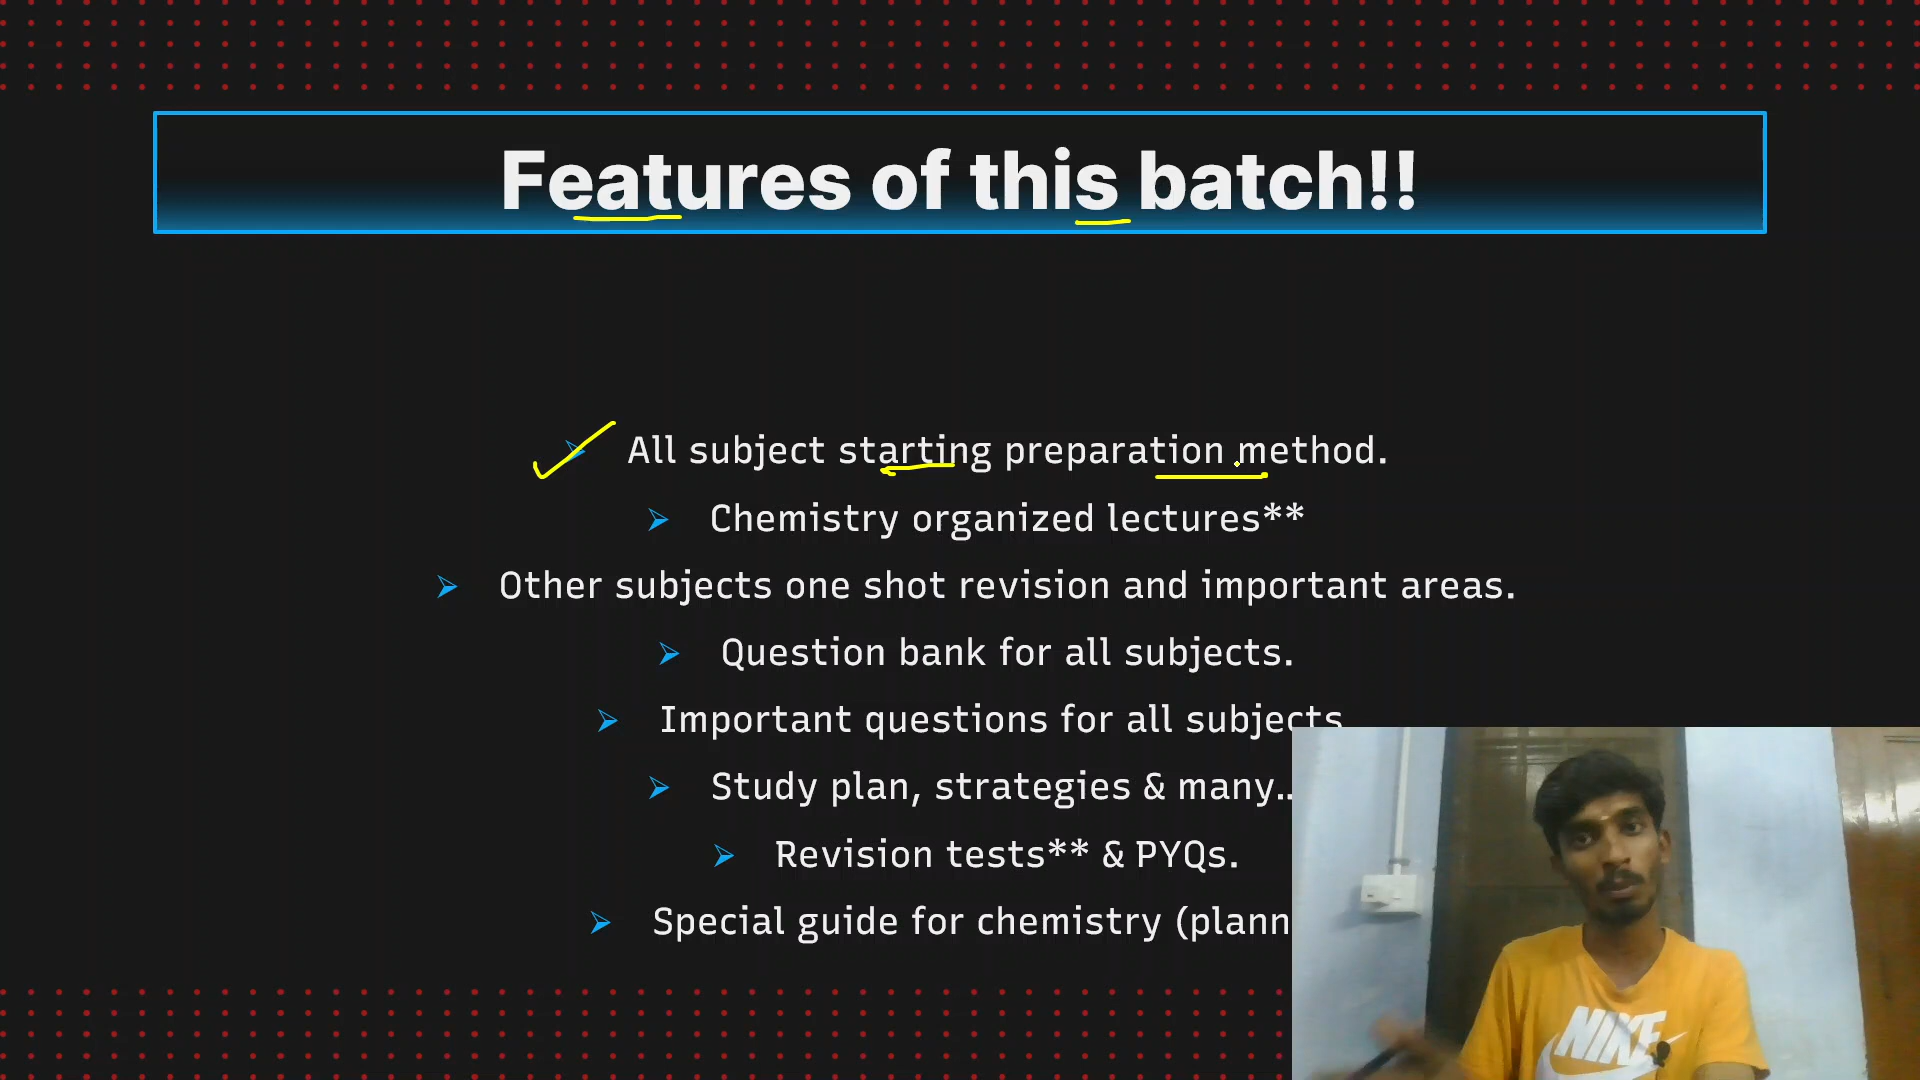 Features of this batch!!
➢ All subject starting preparation method.
➢ Chemistry organized lectures**
➢ Other subjects one shot revision and important areas.
➢ Question bank for all subjects.
➢ Important questions for all subjects
➢ Study plan, strategies & many..
➢ Revision tests** & PYQs.
➢ Special guide for chemistry (plann
NIKE